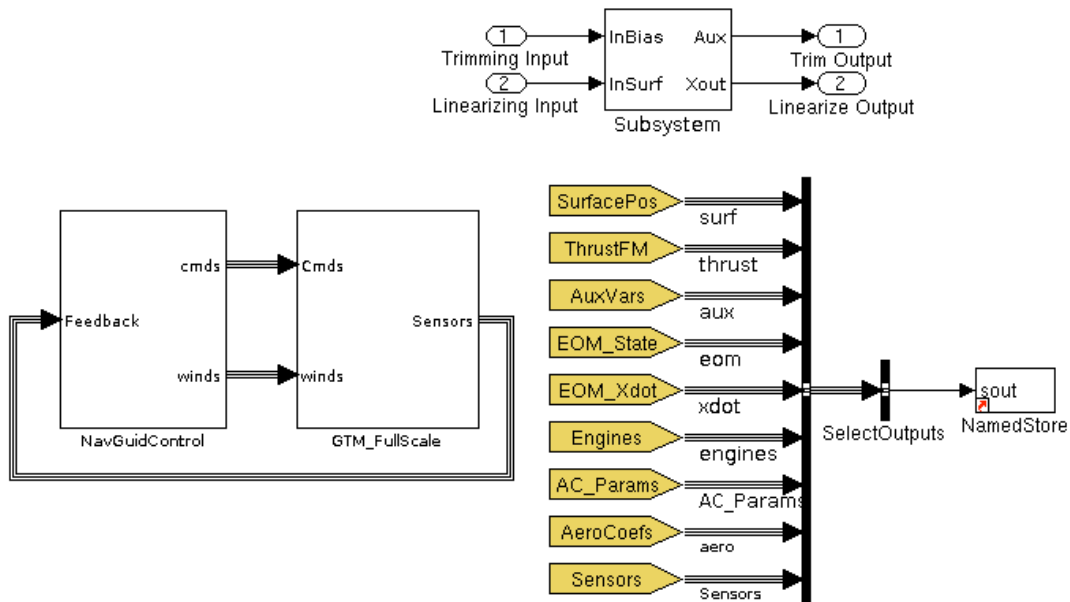 1
InBias
Aux
1
Trimming Input
Trim Output
2
InSurf
Xout
2
Linearizing Input
Linearize Output
Subsystem
cmds
Cmds
Feedback
Sensors
winds
winds
NavGuidControl
GTM_FullScale
SurfacePos
surf
ThrustFM
thrust
AuxVars
aux
EOM_State
eom
EOM_Xdot
xdot
Engines
engines
AC_Params
AC_Params
AeroCoefs
aero
Sensors
Sensors
SelectOutputs
sout
NamedStore